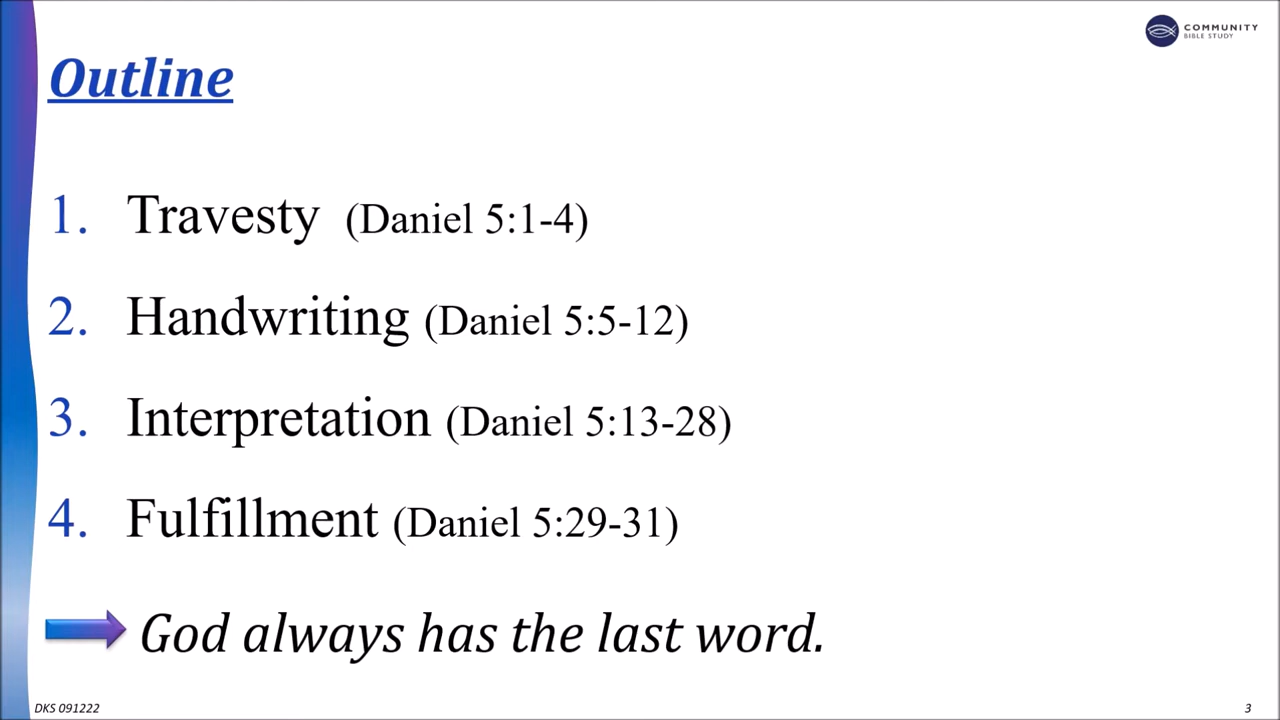 COMMUNITY
BIBLE STUDY
Outline
1. Travesty (Daniel 5:1-4)
2. Handwriting (Daniel 5:5-12)
3. Interpretation (Daniel 5:13-28)
4. Fulfillment (Daniel 5:29-31)
God always has the last word.
DKS 091222
3